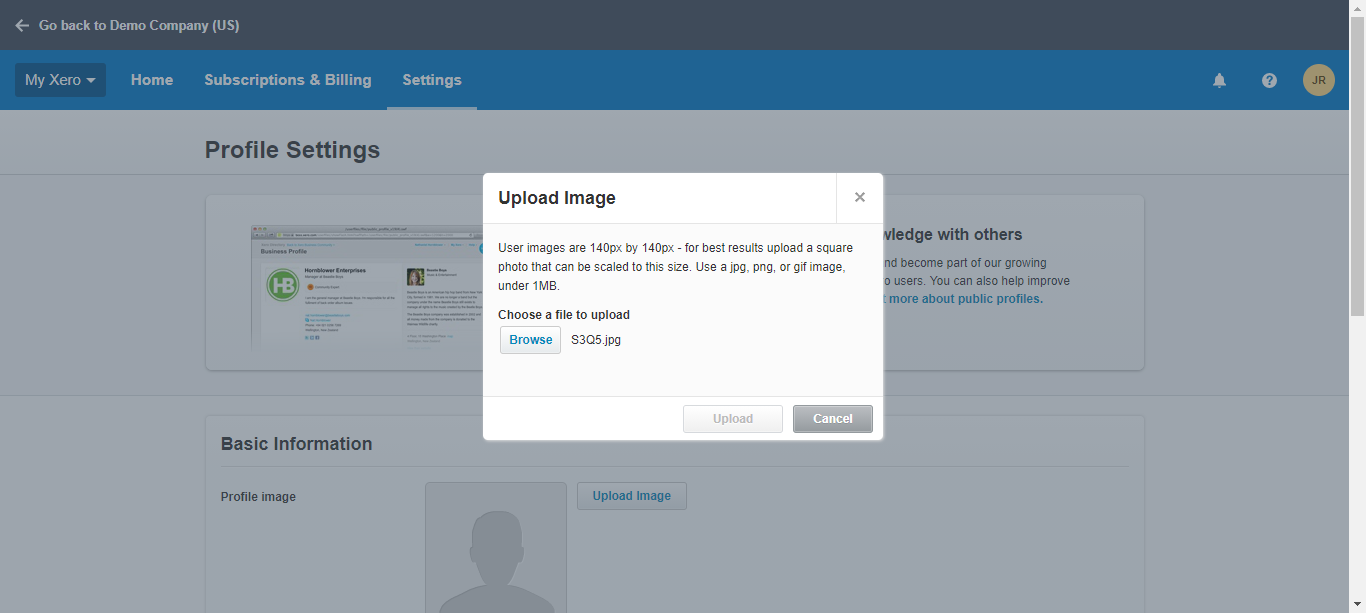 Go back to Demo Company (US)
My Xero Home Subscriptions & Billing Settings JR
Profile Settings
Upload Image
User images are 140px by 140px - for best results upload a square
photo that can be scaled to this size. Use a jpg, png, or gif image,
under 1MB.
Choose a file to upload
Browse S3Q5.jpg
Upload Cancel
Business Profile
Hornblower Enterprises
HB
wledge with others
nd become part of our growing
o users. You can also help improve
t more about public profiles.
Basic Information
Profile image
Upload Image